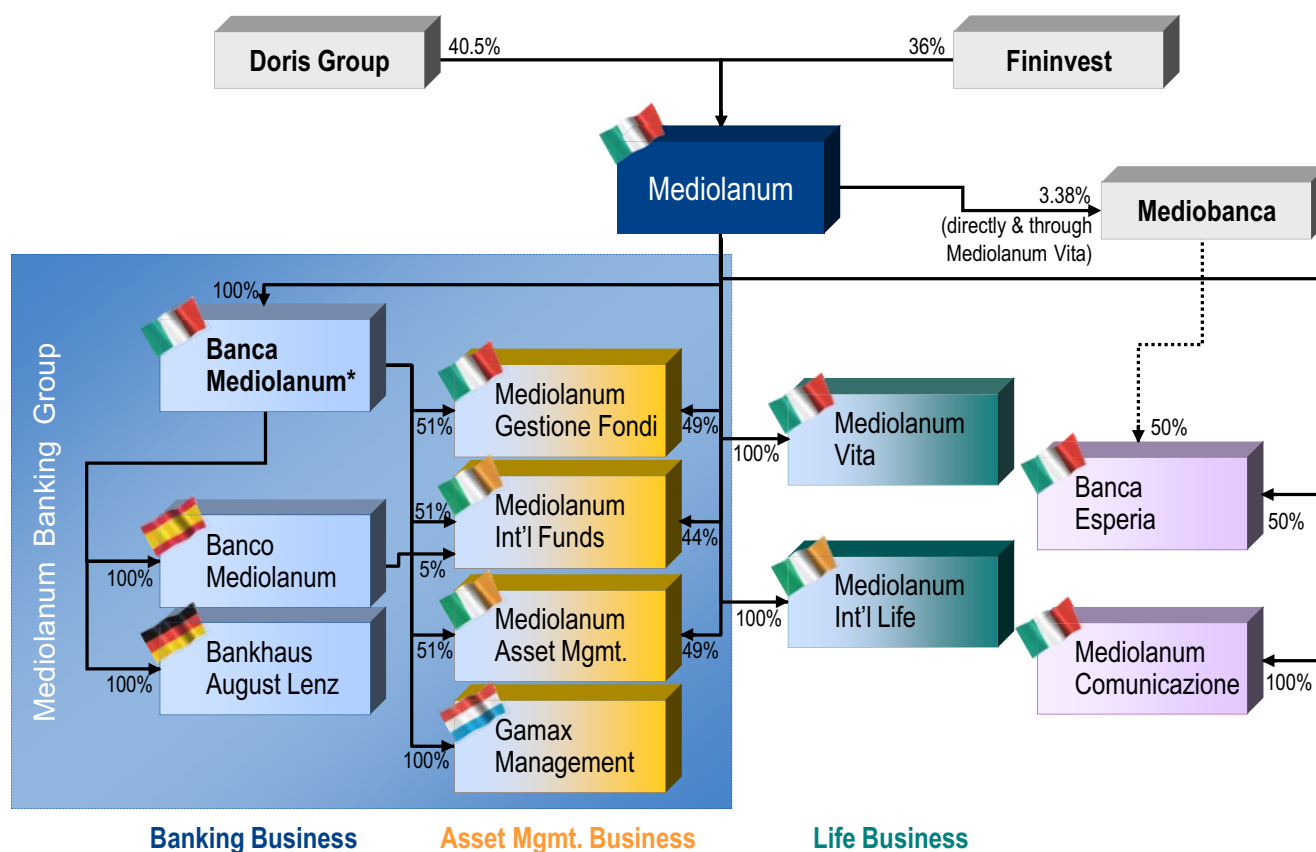 Doris Group
40.5%
36%
Fininvest
Mediolanum
3.38%
(directly & through
Mediolanum Vita)
Mediobanca
Mediolanum Banking Group
100%
Banca
Mediolanum*
Mediolanum
Gestione Fondi
51%
49%
Mediolanum
Vita
100%
50%
Banca
Esperia
50%
Mediolanum
Int'l Funds
51%
44%
5%
Banco
Mediolanum
100%
Mediolanum
Int'l Life
100%
Mediolanum
Asset Mgmt.
51%
49%
Bankhaus
August Lenz
100%
Mediolanum
Comunicazione
100%
Gamax
Management
100%
Banking Business
Asset Mgmt. Business
Life Business